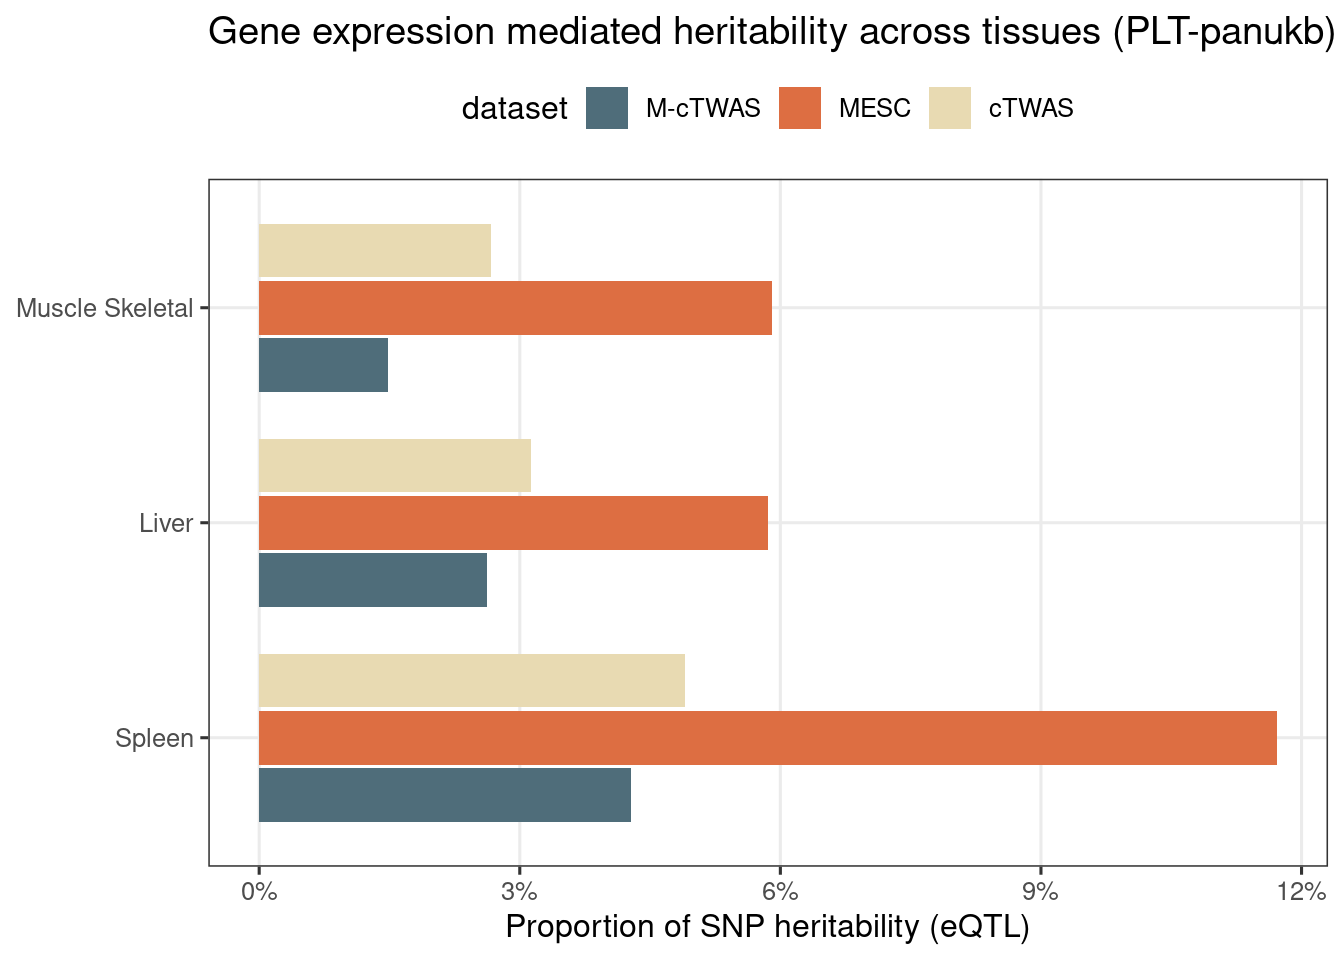 Gene expression mediated heritability across tissues (PLT-panukb)
dataset M-cTWAS MESC cTWAS
Muscle Skeletal
Liver
Spleen
0% 3% 6% 9% 12%
Proportion of SNP heritability (eQTL)